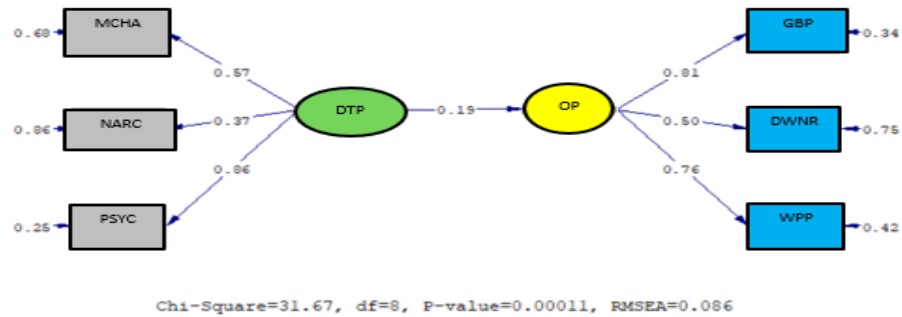 MCHA
GBP
0.68
0.34
0.57
0.81
DTP
OP
NARC
0.37
0.19
0.50
DWNR
0.86
0.75
0.86
0.76
PSYC
WPP
0.25
0.42
Chi-Square=31.67, df=8, P-value=0.00011, RMSEA=0.086